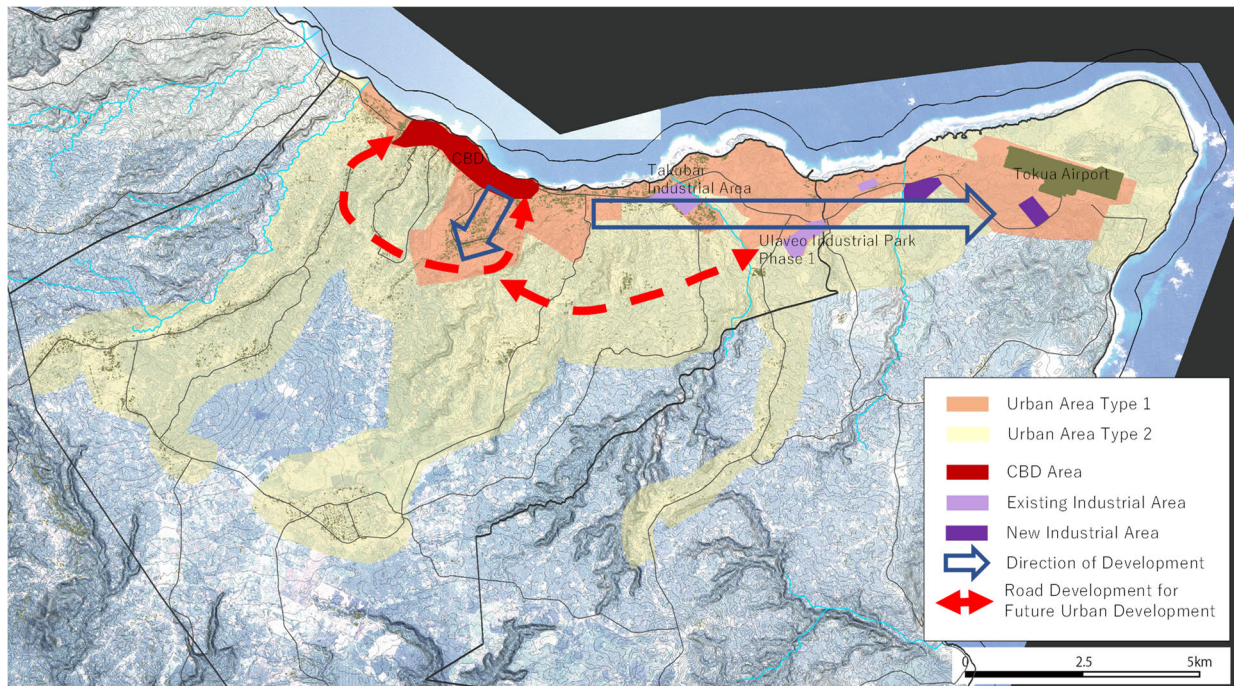 CBD
Takubar
Industrial Area
Tokua Airport
Ulaveo Industrial Park
Phase 1
Urban Area Type 1
Urban Area Type 2
CBD Area
Existing Industrial Area
New Industrial Area
Direction of Development
Road Development for
Future Urban Development
0 2.5 5km